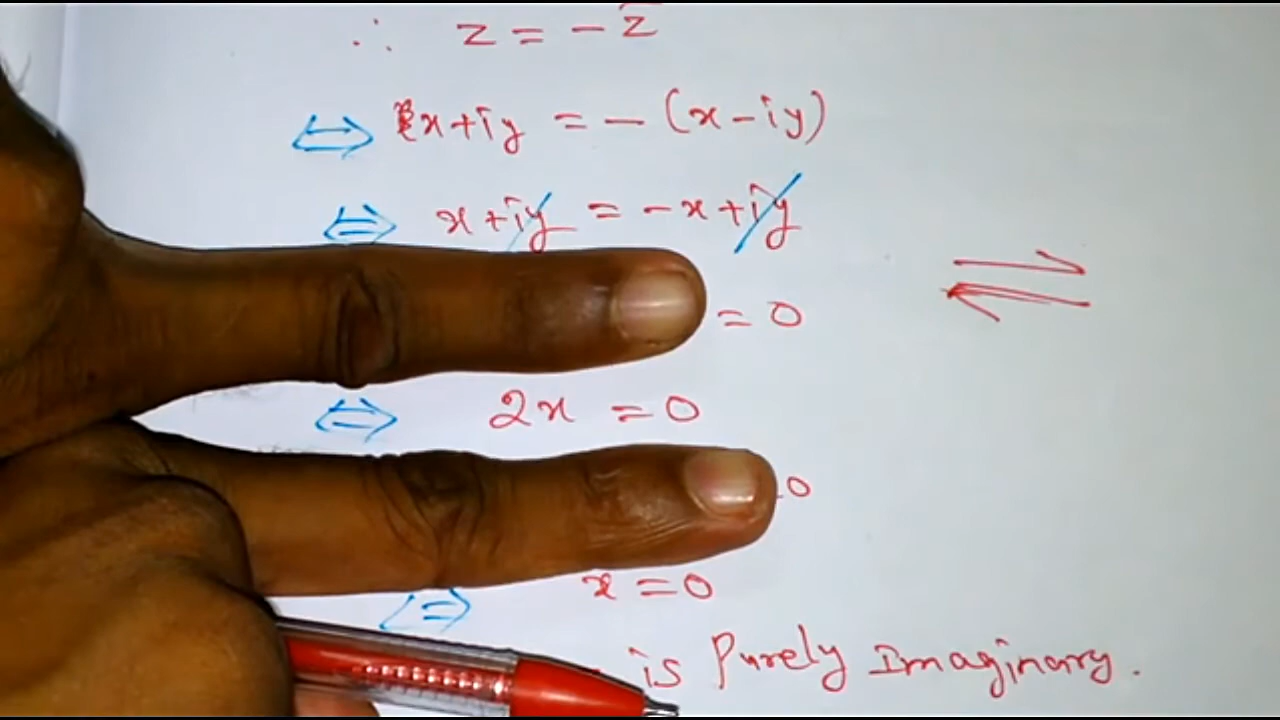 ∴ z = - z̅
⇔ x+iy = - (x-iy)
⇔ x+iy = -x+iy
= 0
⇔ 2x = 0
0
⇔ x = 0
is Purely Imaginary.